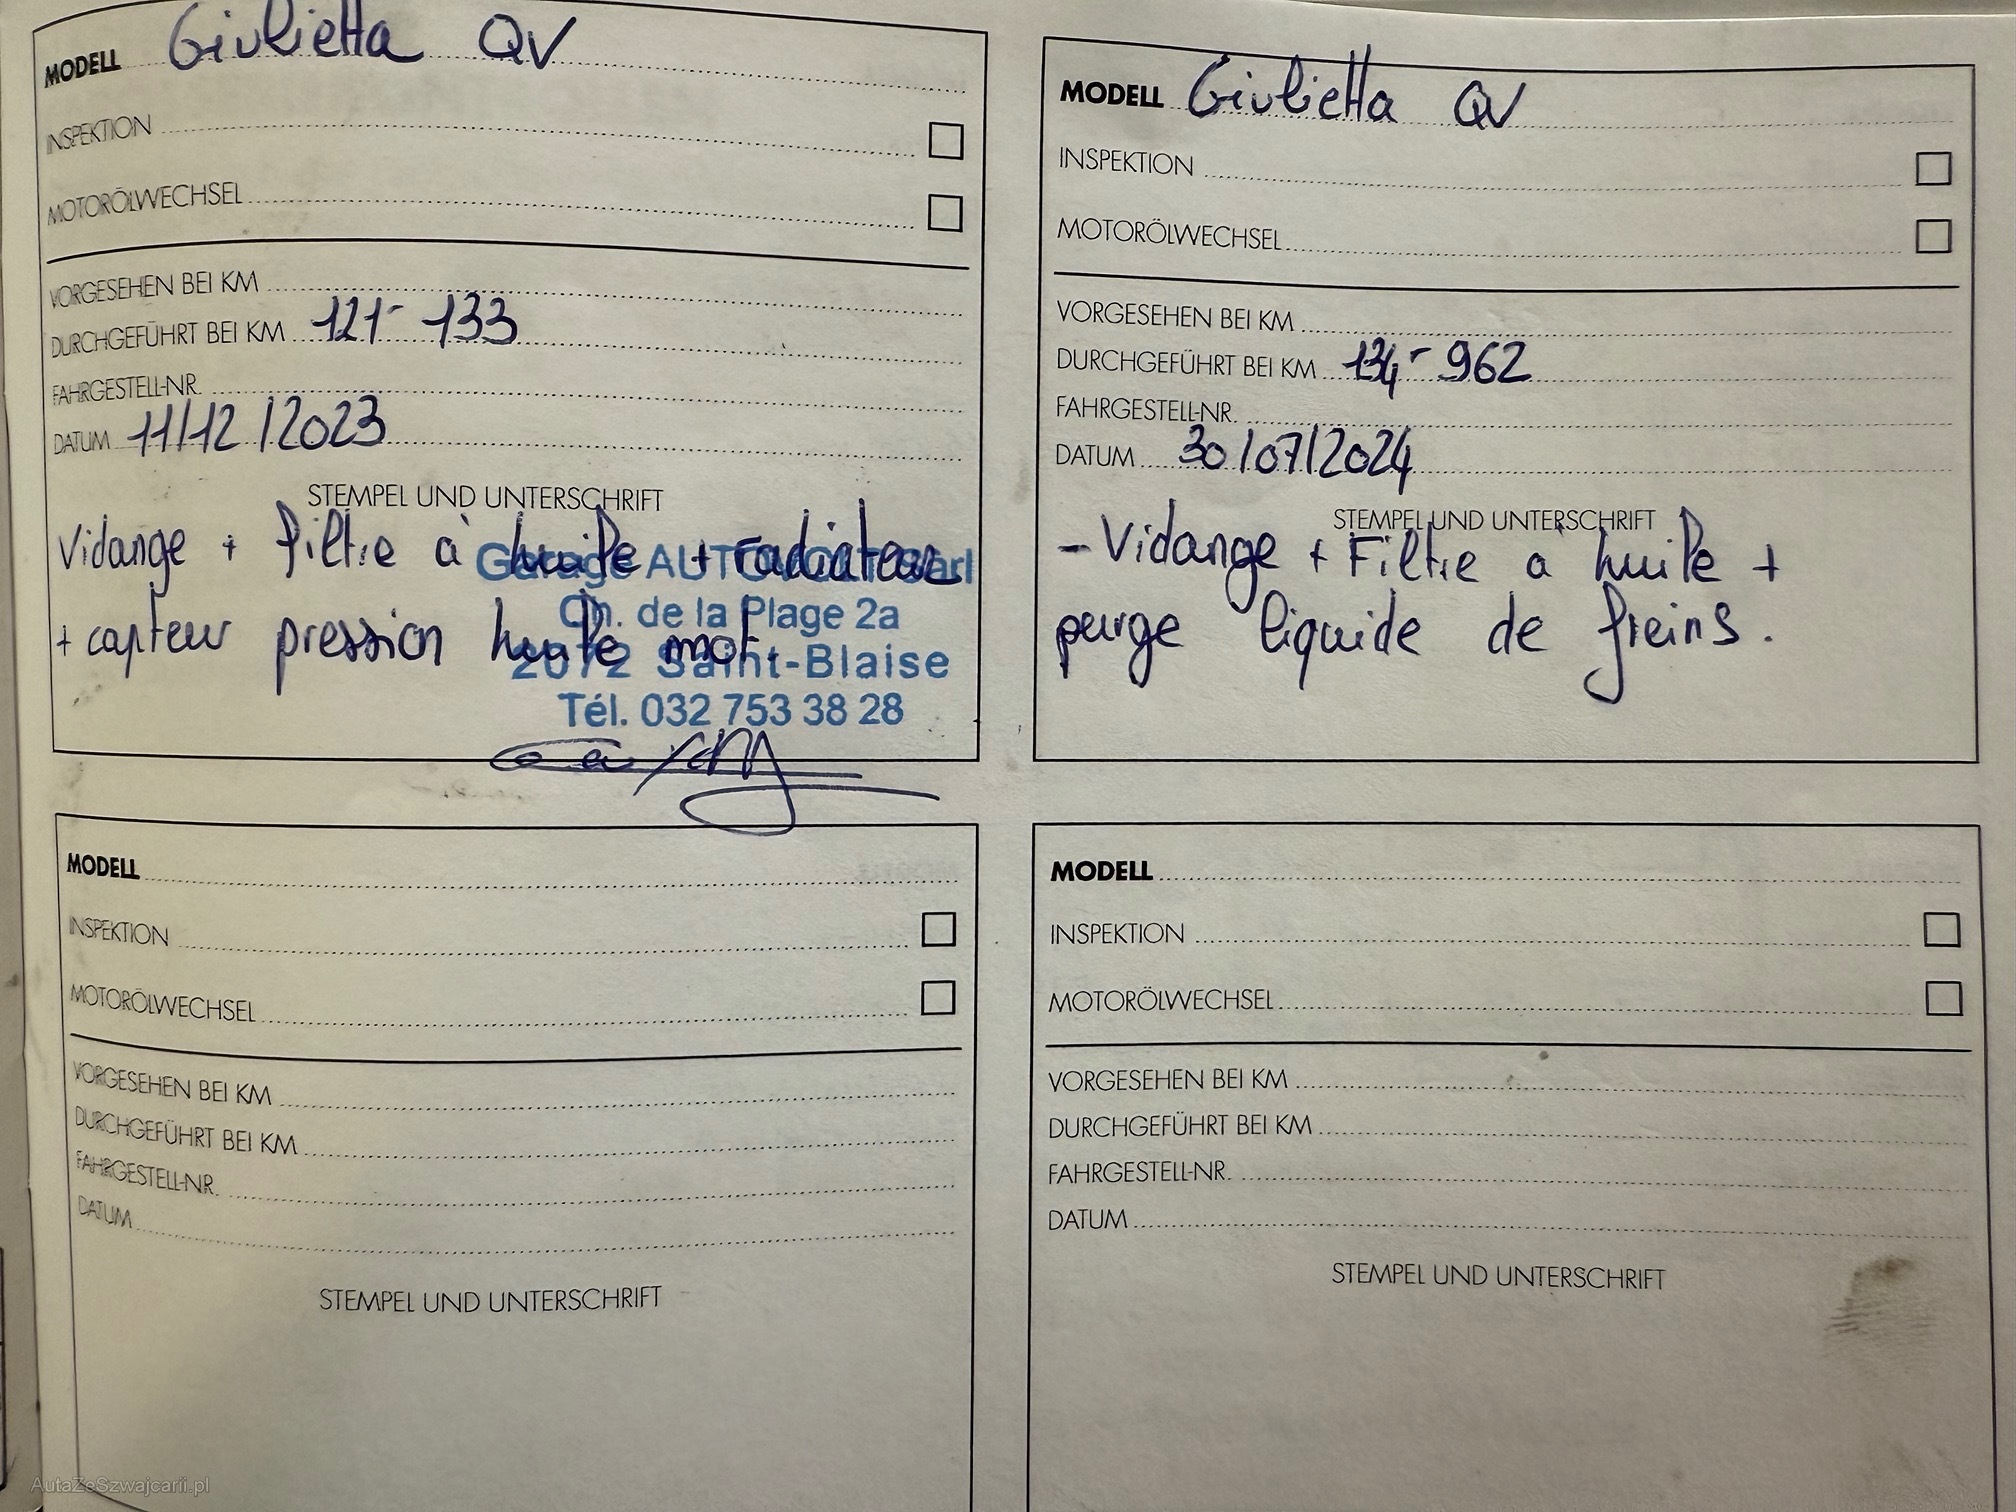 MODELL Giulietta QV
INSPEKTION
MOTORÖLWECHSEL
VORGESEHEN BEI KM
DURCHGEFÜHRT BEI KM 121-133
FAHRGESTELL-NR.
DATUM 11/12/2023
STEMPEL UND UNTERSCHRIFT
Vidange + filtre à huile + radiateur
+ capteur pression huile mot.
Garage Sàrl
Ch. de la Plage 2a
2072 Saint-Blaise
Tél. 032 753 38 28
MODELL Giulietta QV
INSPEKTION
MOTORÖLWECHSEL
VORGESEHEN BEI KM
DURCHGEFÜHRT BEI KM 134-962
FAHRGESTELL-NR.
DATUM 30/07/2024
STEMPEL UND UNTERSCHRIFT
- Vidange + Filtre à huile +
purge liquide de freins.
MODELL
INSPEKTION
MOTORÖLWECHSEL
VORGESEHEN BEI KM
DURCHGEFÜHRT BEI KM
FAHRGESTELL-NR.
DATUM
STEMPEL UND UNTERSCHRIFT
MODELL
INSPEKTION
MOTORÖLWECHSEL
VORGESEHEN BEI KM
DURCHGEFÜHRT BEI KM
FAHRGESTELL-NR.
DATUM
STEMPEL UND UNTERSCHRIFT
AutaZeSzwajcarii.pl